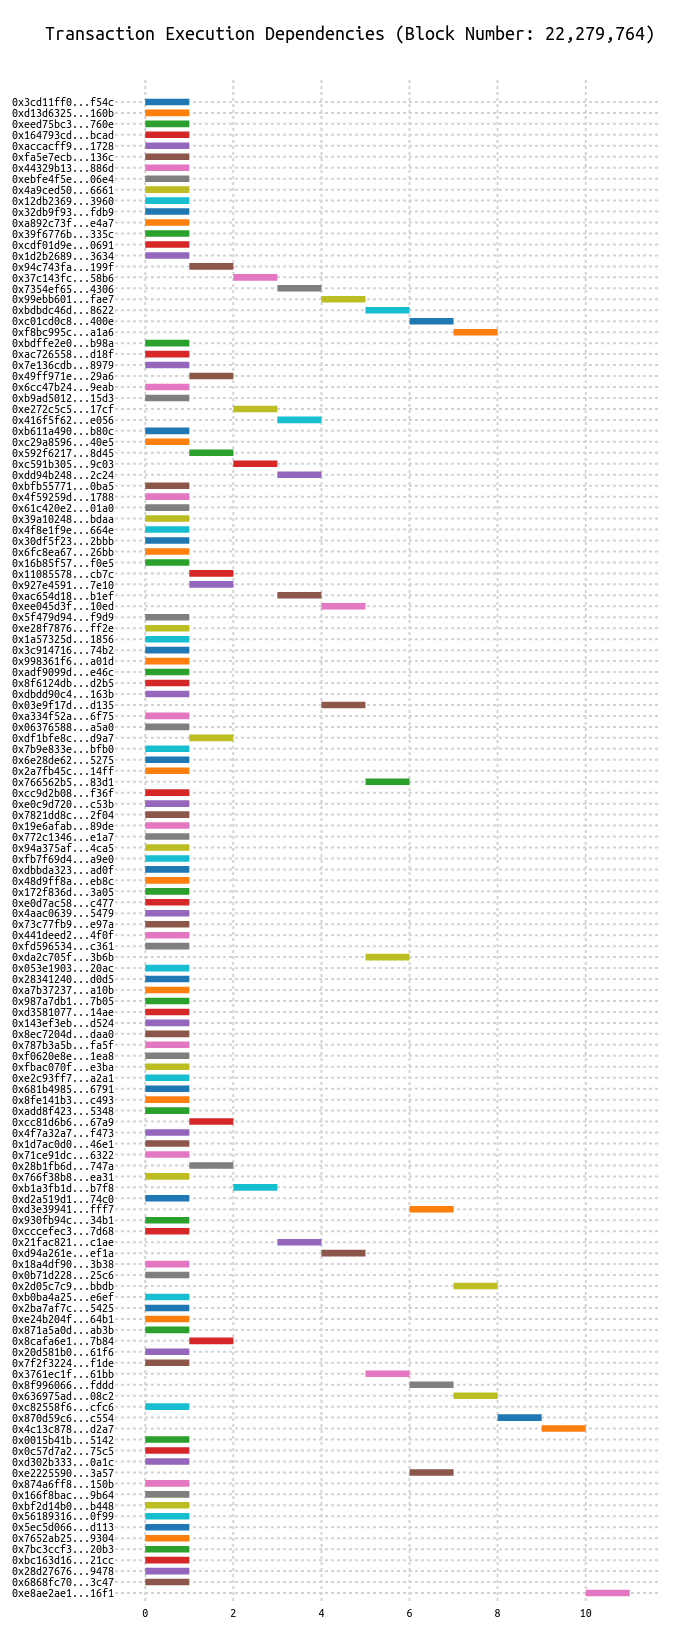 Transaction Execution Dependencies (Block Number: 22,279,764)
0x3cd11ff0...f54c
0xd13d6325...160b
0xeed75bc3...760e
0x164793cd...bcad
0xaccacff9...1728
0xfa5e7ecb...136c
0x44329b13...886d
0xebfe4f5e...06e4
0x4a9ced50...6661
0x12db2369...3960
0x32db9f93...fdb9
0xa892c73f...e4a7
0x39f6776b...335c
0xcdf01d9e...0691
0x1d2b2689...3634
0x94c743fa...199f
0x37c143fc...58b6
0x7354ef65...4306
0x99ebb601...fae7
0xbdbdc46d...8622
0xc01cd0c8...400e
0xf8bc995c...a1a6
0xbdffe2e0...b98a
0xac726558...d18f
0x7e136cdb...8979
0x49ff971e...29a6
0x6cc47b24...9eab
0xb9ad5012...15d3
0xe272c5c5...17cf
0x416f5f62...e056
0xb611a490...b80c
0xc29a8596...40e5
0x592f6217...8d45
0xc591b305...9c03
0xdd94b248...2c24
0xbfb55771...0ba5
0x4f59259d...1788
0x61c420e2...01a0
0x39a10248...bdaa
0x4f8e1f9e...664e
0x30df5f23...2bbb
0x6fc8ea67...26bb
0x16b85f57...f0e5
0x11085578...cb7c
0x927e4591...7e10
0xac654d18...b1ef
0xee045d3f...10ed
0x5f479d94...f9d9
0xe28f7876...ff2e
0x1a57325d...1856
0x3c914716...74b2
0x998361f6...a01d
0xadf9099d...e46c
0x8f6124db...d2b5
0xdbdd90c4...163b
0x03e9f17d...d135
0xa334f52a...6f75
0x06376588...a5a0
0xdf1bfe8c...d9a7
0x7b9e833e...bfb0
0x6e28de62...5275
0x2a7fb45c...14ff
0x766562b5...83d1
0xcc9d2b08...f36f
0xe0c9d720...c53b
0x7821dd8c...2f04
0x19e6afab...89de
0x772c1346...e1a7
0x94a375af...4ca5
0xfb7f69d4...a9e0
0xdbbda323...ad0f
0x48d9ff8a...eb8c
0x172f836d...3a05
0xe0d7ac58...c477
0x4aac0639...5479
0x73c77fb9...e97a
0x441deed2...4f0f
0xfd596534...c361
0xda2c705f...3b6b
0x053e1903...20ac
0x28341240...d0d5
0xa7b37237...a10b
0x987a7db1...7b05
0xd3581077...14ae
0x143ef3eb...d524
0x8ec7204d...daa0
0x787b3a5b...fa5f
0xf0620e8e...1ea8
0xfbac070f...e3ba
0xe2c93ff7...a2a1
0x681b4985...6791
0x8fe141b3...c493
0xadd8f423...5348
0xcc81d6b6...67a9
0x4f7a32a7...f473
0x1d7ac0d0...46e1
0x71ce91dc...6322
0x28b1fb6d...747a
0x766f38b8...ea31
0xb1a3fb1d...b7f8
0xd2a519d1...74c0
0xd3e39941...fff7
0x930fb94c...34b1
0xcccefec3...7d68
0x21fac821...c1ae
0xd94a261e...ef1a
0x18a4df90...3b38
0x0b71d228...25c6
0x2d05c7c9...bbdb
0xb0ba4a25...e6ef
0x2ba7af7c...5425
0xe24b204f...64b1
0x871a5a0d...ab3b
0x8cafa6e1...7b84
0x20d581b0...61f6
0x7f2f3224...f1de
0x3761ec1f...61bb
0x8f996066...fddd
0x636975ad...08c2
0xc82558f6...cfc6
0x870d59c6...c554
0x4c13c878...d2a7
0x0015b41b...5142
0x0c57d7a2...75c5
0xd302b333...0a1c
0xe2225590...3a57
0x874a6ff8...150b
0x166f8bac...9b64
0xbf2d14b0...b448
0x56189316...0f99
0x5ec5d066...d113
0x7652ab25...9304
0x7bc3ccf3...20b3
0xbc163d16...21cc
0x28d27676...9478
0x6868fc70...3c47
0xe8ae2ae1...16f1
0 2 4 6 8 10